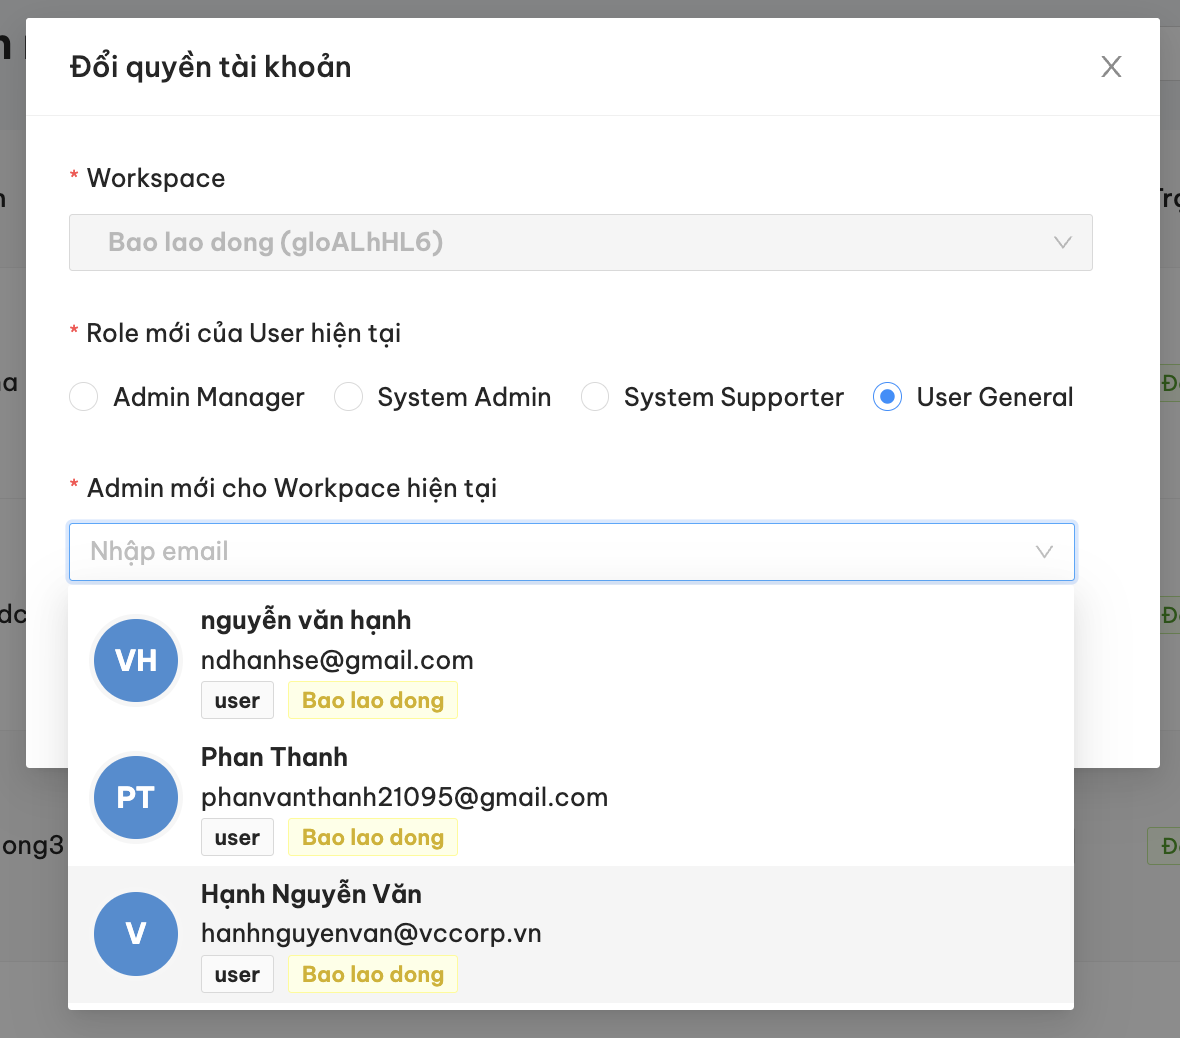 Đổi quyền tài khoản
* Workspace
Bao lao dong (gloALhHL6)
* Role mới của User hiện tại
Admin Manager System Admin System Supporter User General
* Admin mới cho Workpace hiện tại
Nhập email
VH
nguyễn văn hạnh
ndhanhse@gmail.com
user Bao lao dong
PT
Phan Thanh
phanvanthanh21095@gmail.com
user Bao lao dong
V
Hạnh Nguyễn Văn
hanhnguyenvan@vccorp.vn
user Bao lao dong
ong3